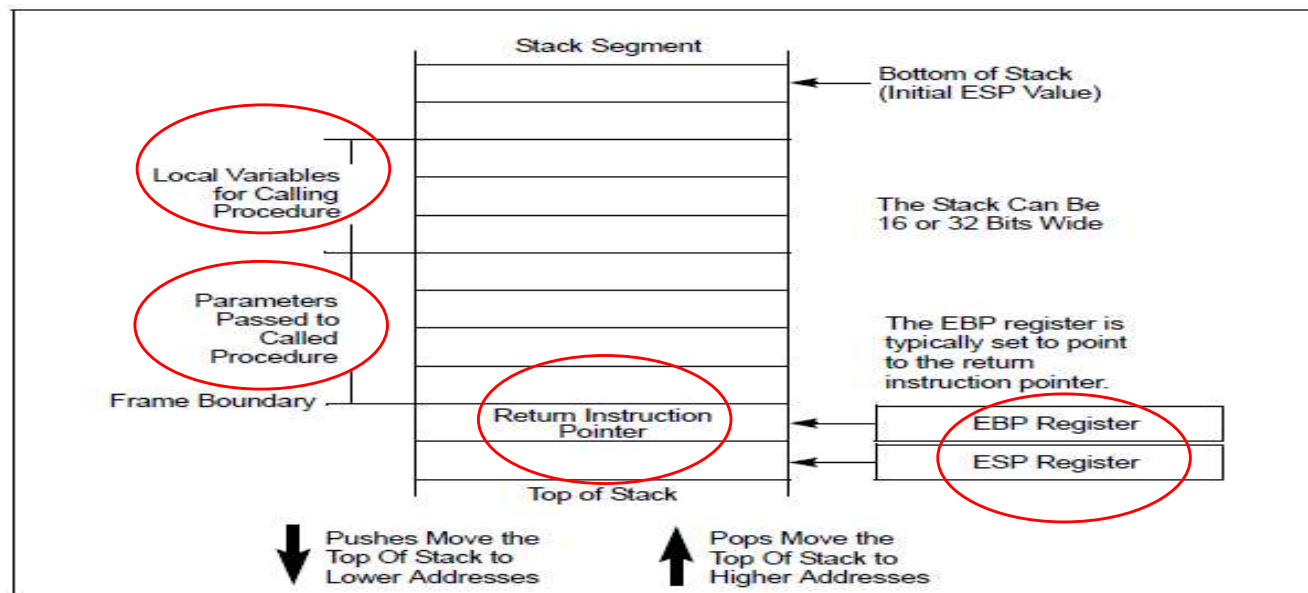 Stack Segment
Bottom of Stack
(Initial ESP Value)
Local Variables
for Calling
Procedure
The Stack Can Be
16 or 32 Bits Wide
Parameters
Passed to
Called
Procedure
The EBP register is
typically set to point
to the return
instruction pointer.
Frame Boundary
Return Instruction
Pointer
EBP Register
ESP Register
Top of Stack
Pushes Move the
Top Of Stack to
Lower Addresses
Pops Move the
Top Of Stack to
Higher Addresses